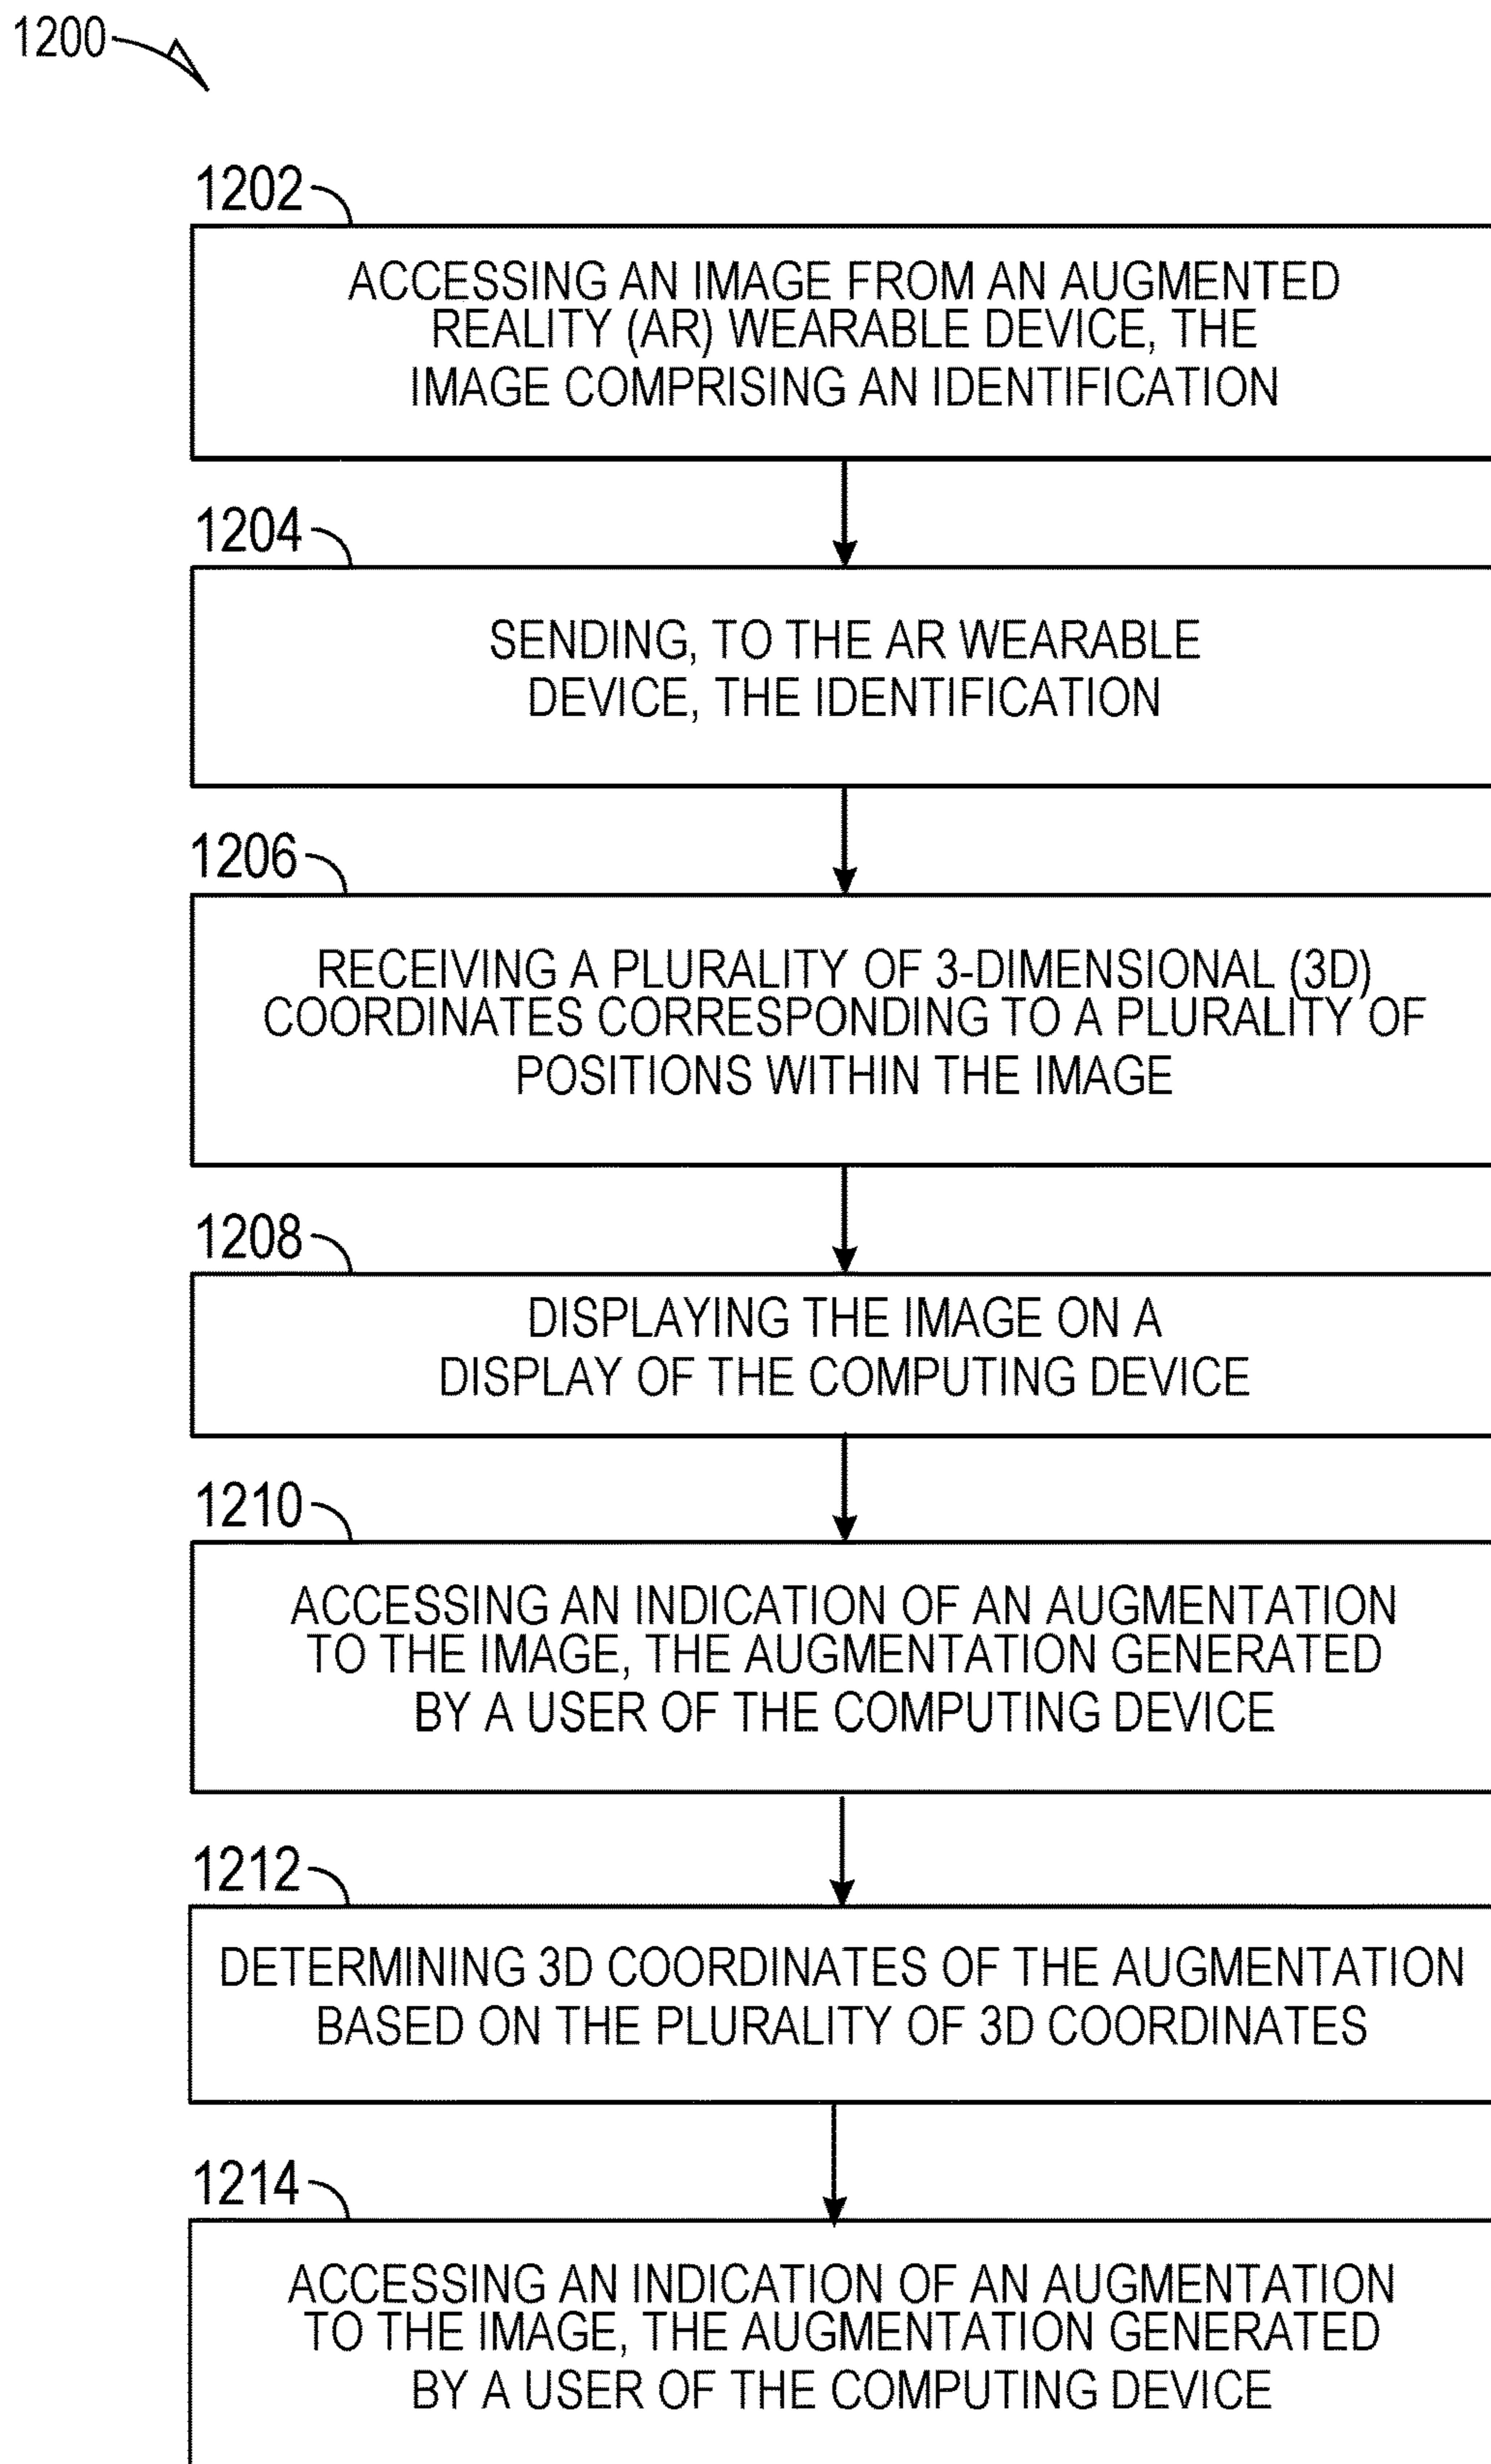 1200
1202
ACCESSING AN IMAGE FROM AN AUGMENTED
REALITY (AR) WEARABLE DEVICE, THE
IMAGE COMPRISING AN IDENTIFICATION
1204
SENDING, TO THE AR WEARABLE
DEVICE, THE IDENTIFICATION
1206
RECEIVING A PLURALITY OF 3-DIMENSIONAL (3D)
COORDINATES CORRESPONDING TO A PLURALITY OF
POSITIONS WITHIN THE IMAGE
1208
DISPLAYING THE IMAGE ON A
DISPLAY OF THE COMPUTING DEVICE
1210
ACCESSING AN INDICATION OF AN AUGMENTATION
TO THE IMAGE, THE AUGMENTATION GENERATED
BY A USER OF THE COMPUTING DEVICE
1212
DETERMINING 3D COORDINATES OF THE AUGMENTATION
BASED ON THE PLURALITY OF 3D COORDINATES
1214
ACCESSING AN INDICATION OF AN AUGMENTATION
TO THE IMAGE, THE AUGMENTATION GENERATED
BY A USER OF THE COMPUTING DEVICE